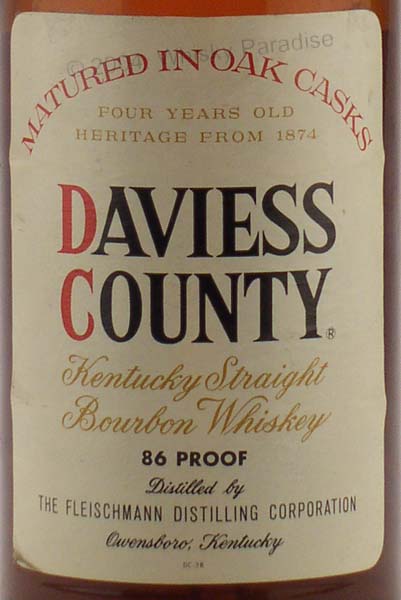 MATURED IN OAK CASKS
FOUR YEARS OLD
HERITAGE FROM 1874
DAVIESS
COUNTY®
Kentucky Straight
Bourbon Whiskey
86 PROOF
Distilled by
THE FLEISCHMANN DISTILLING CORPORATION
Owensboro, Kentucky